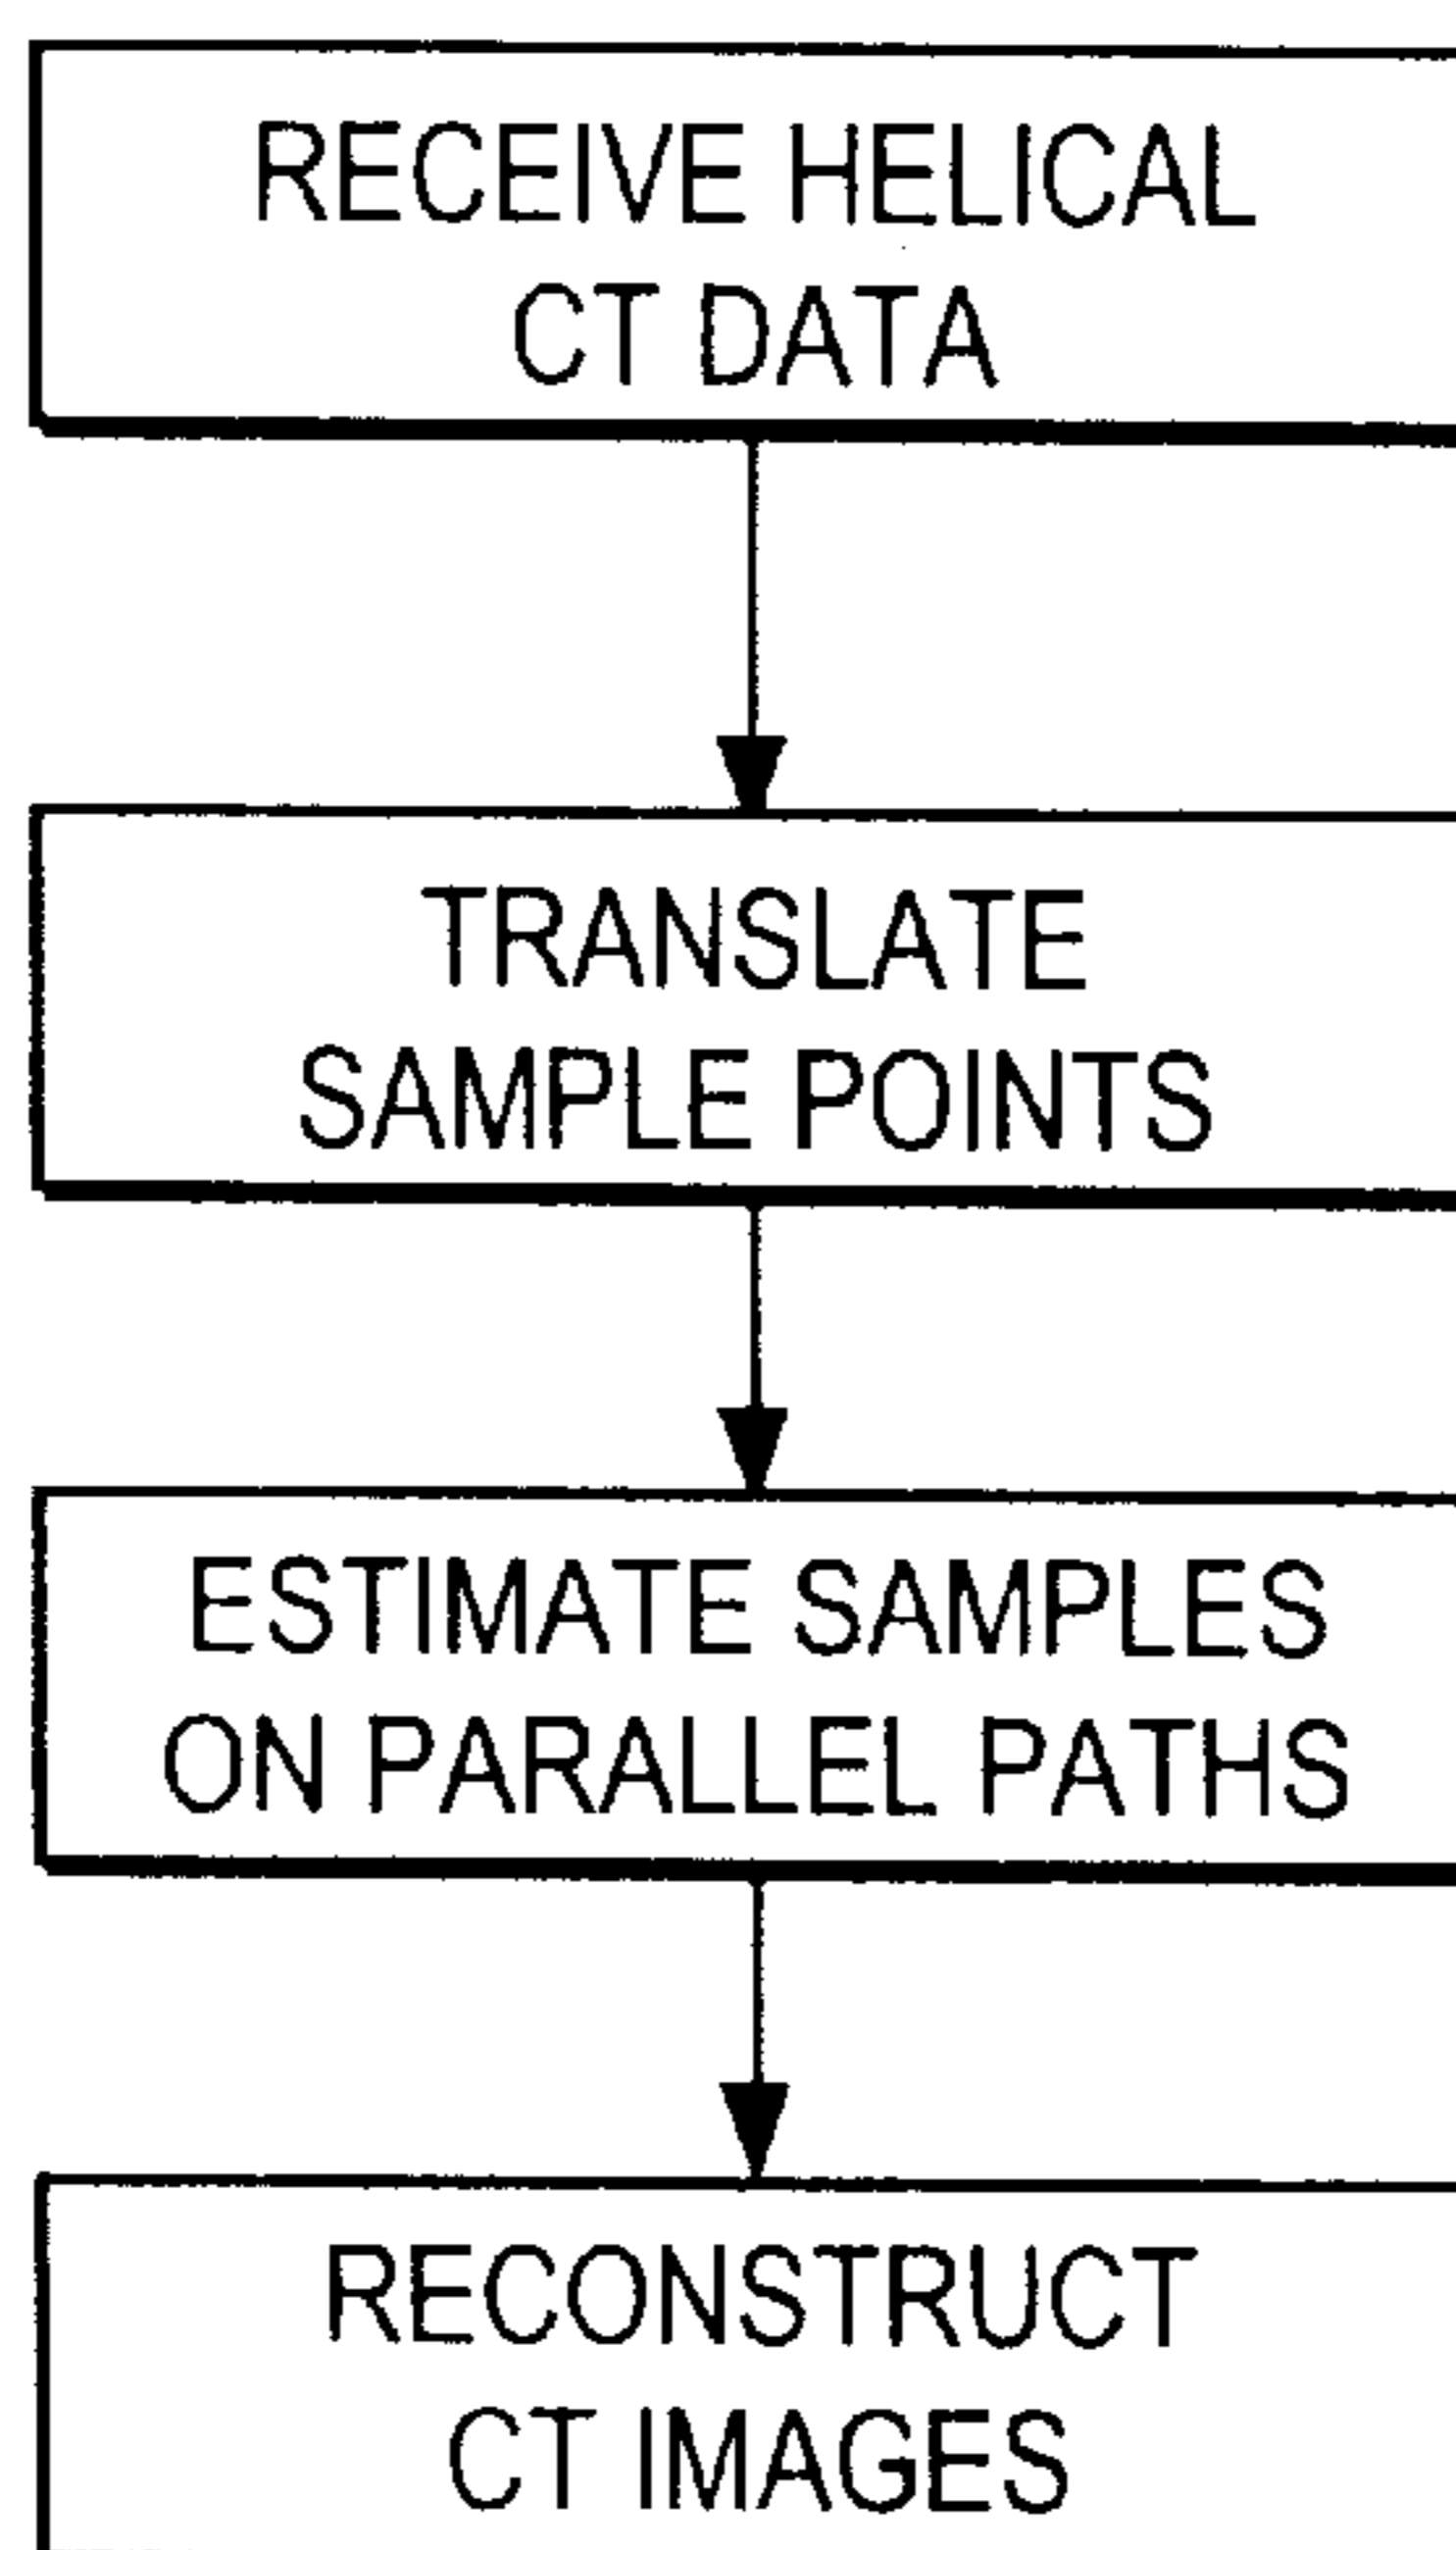 RECEIVE HELICAL
CT DATA
TRANSLATE
SAMPLE POINTS
ESTIMATE SAMPLES
ON PARALLEL PATHS
RECONSTRUCT
CT IMAGES